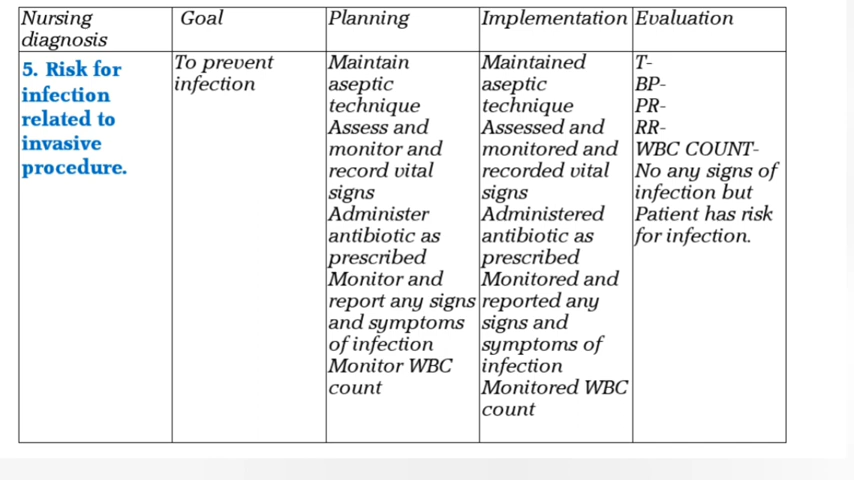 Nursing diagnosis
Goal
Planning
Implementation
Evaluation
5. Risk for
infection
related to
invasive
procedure.
To prevent
infection
Maintain
aseptic
technique
Assess and
monitor and
record vital
signs
Administer
antibiotic as
prescribed
Monitor and
report any signs
and symptoms
of infection
Monitor WBC
count
Maintained
aseptic
technique
Assessed and
monitored and
recorded vital
signs
Administered
antibiotic as
prescribed
Monitored and
reported any
signs and
symptoms of
infection
Monitored WBC
count
T-
BP-
PR-
RR-
WBC COUNT-
No any signs of
infection but
Patient has risk
for infection.